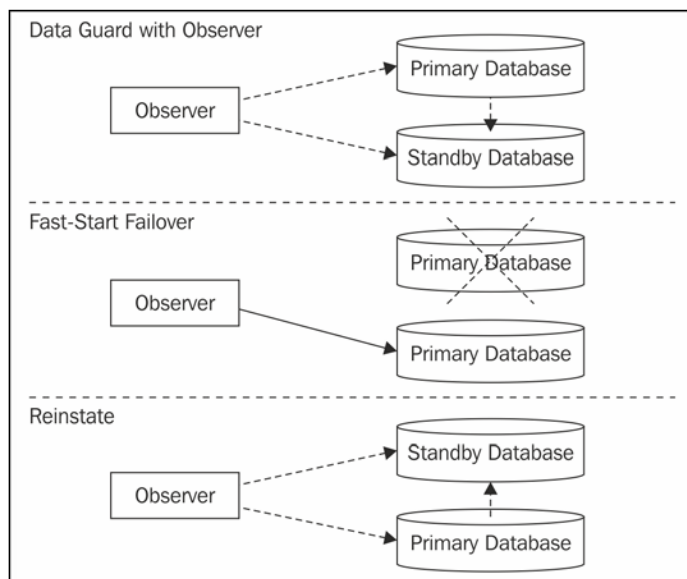 Data Guard with Observer
Primary Database
Observer
Standby Database
Fast-Start Failover
Primary Database
Observer
Primary Database
Reinstate
Standby Database
Observer
Primary Database